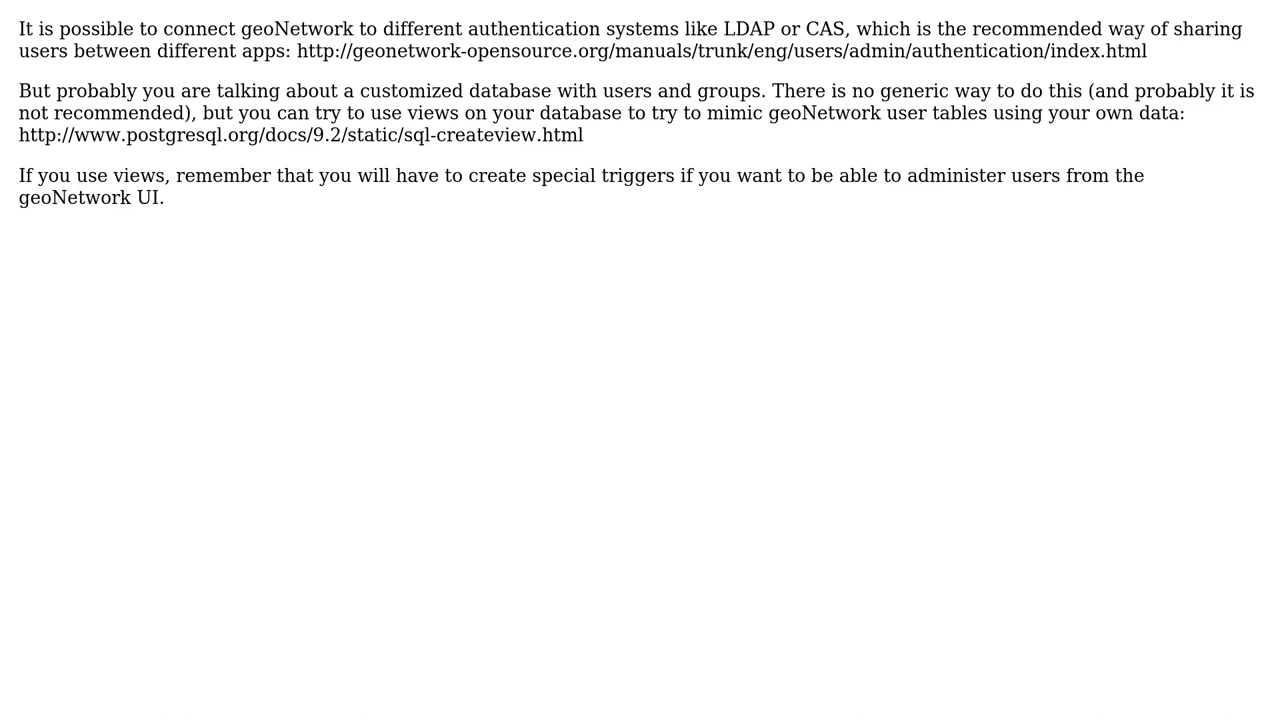 It is possible to connect geoNetwork to different authentication systems like LDAP or CAS, which is the recommended way of sharing
users between different apps: http://geonetwork-opensource.org/manuals/trunk/eng/users/admin/authentication/index.html
But probably you are talking about a customized database with users and groups. There is no generic way to do this (and probably it is
not recommended), but you can try to use views on your database to try to mimic geoNetwork user tables using your own data:
http://www.postgresql.org/docs/9.2/static/sql-createview.html
If you use views, remember that you will have to create special triggers if you want to be able to administer users from the
geoNetwork UI.